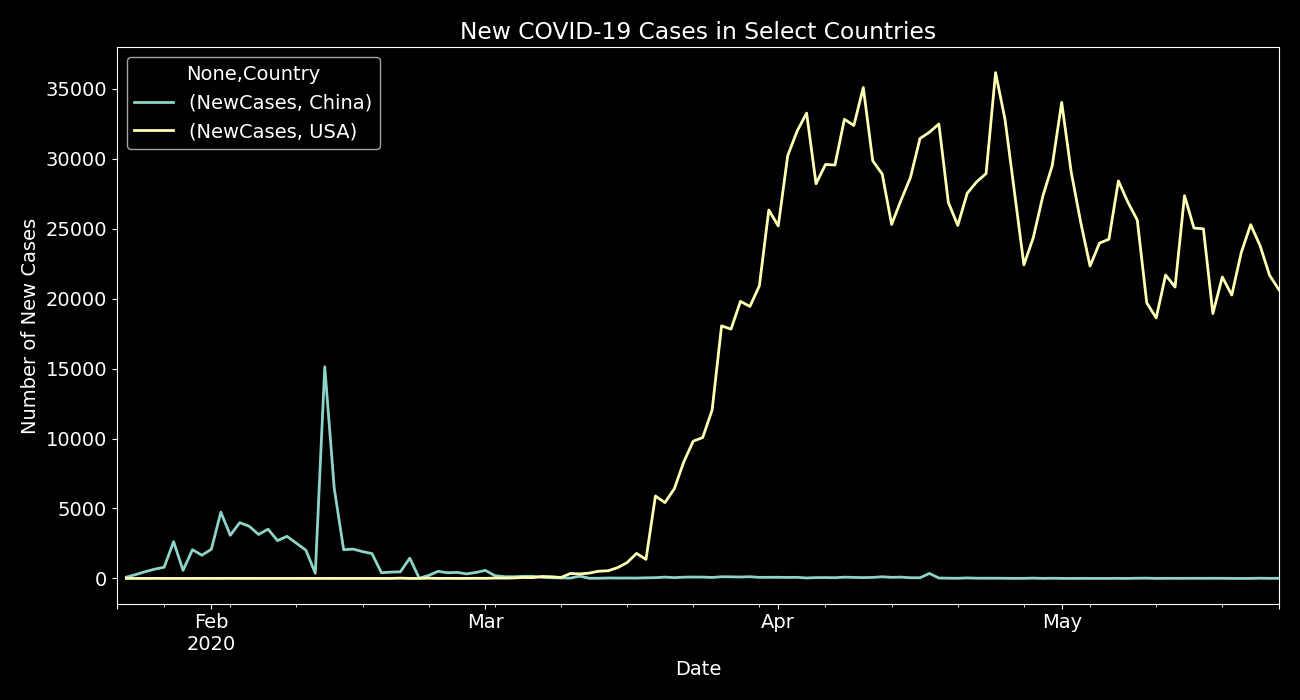 New COVID-19 Cases in Select Countries
None,Country
(NewCases, China)
(NewCases, USA)
Number of New Cases
35000
30000
25000
20000
15000
10000
5000
0
Feb
2020
Mar
Apr
May
Date